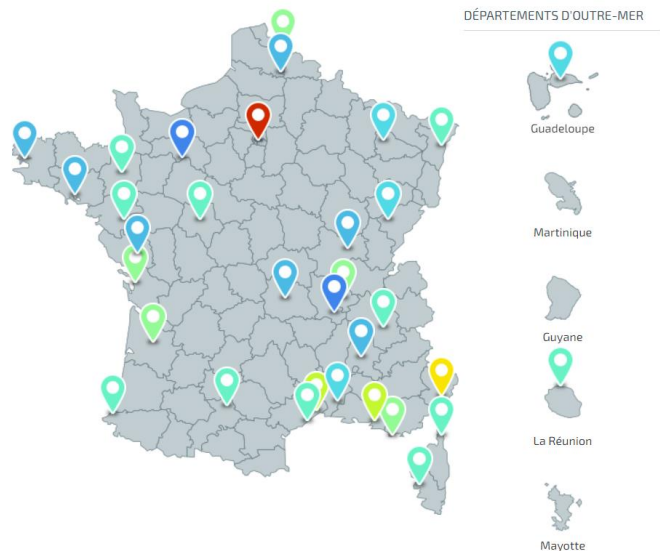 DÉPARTEMENTS D'OUTRE-MER
Guadeloupe
Martinique
Guyane
La Réunion
Mayotte